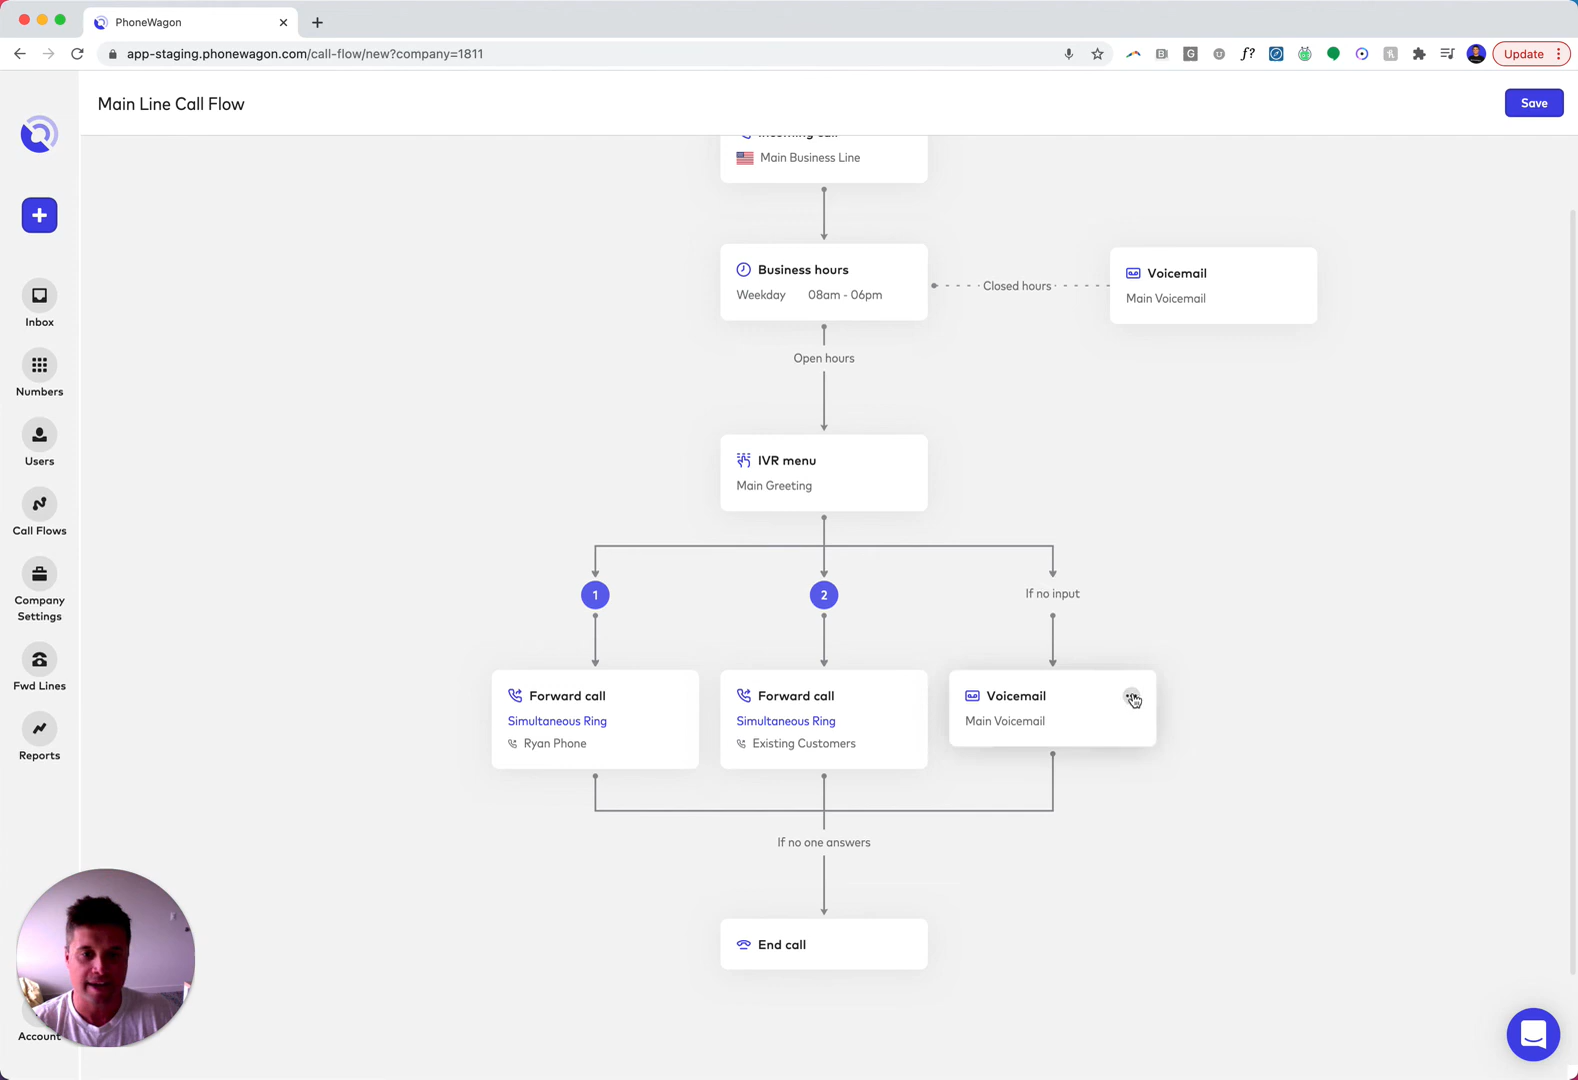 PhoneWagon
app-staging.phonewagon.com/call-flow/new?company=1811
Update
Main Line Call Flow
Save
Incoming call
Main Business Line
Business hours
Weekday 08am - 06pm
Closed hours
Voicemail
Main Voicemail
Open hours
IVR menu
Main Greeting
1
2
If no input
Forward call
Simultaneous Ring
Ryan Phone
Forward call
Simultaneous Ring
Existing Customers
Voicemail
Main Voicemail
If no one answers
End call
Inbox
Numbers
Users
Call Flows
Company
Settings
Fwd Lines
Reports
Account